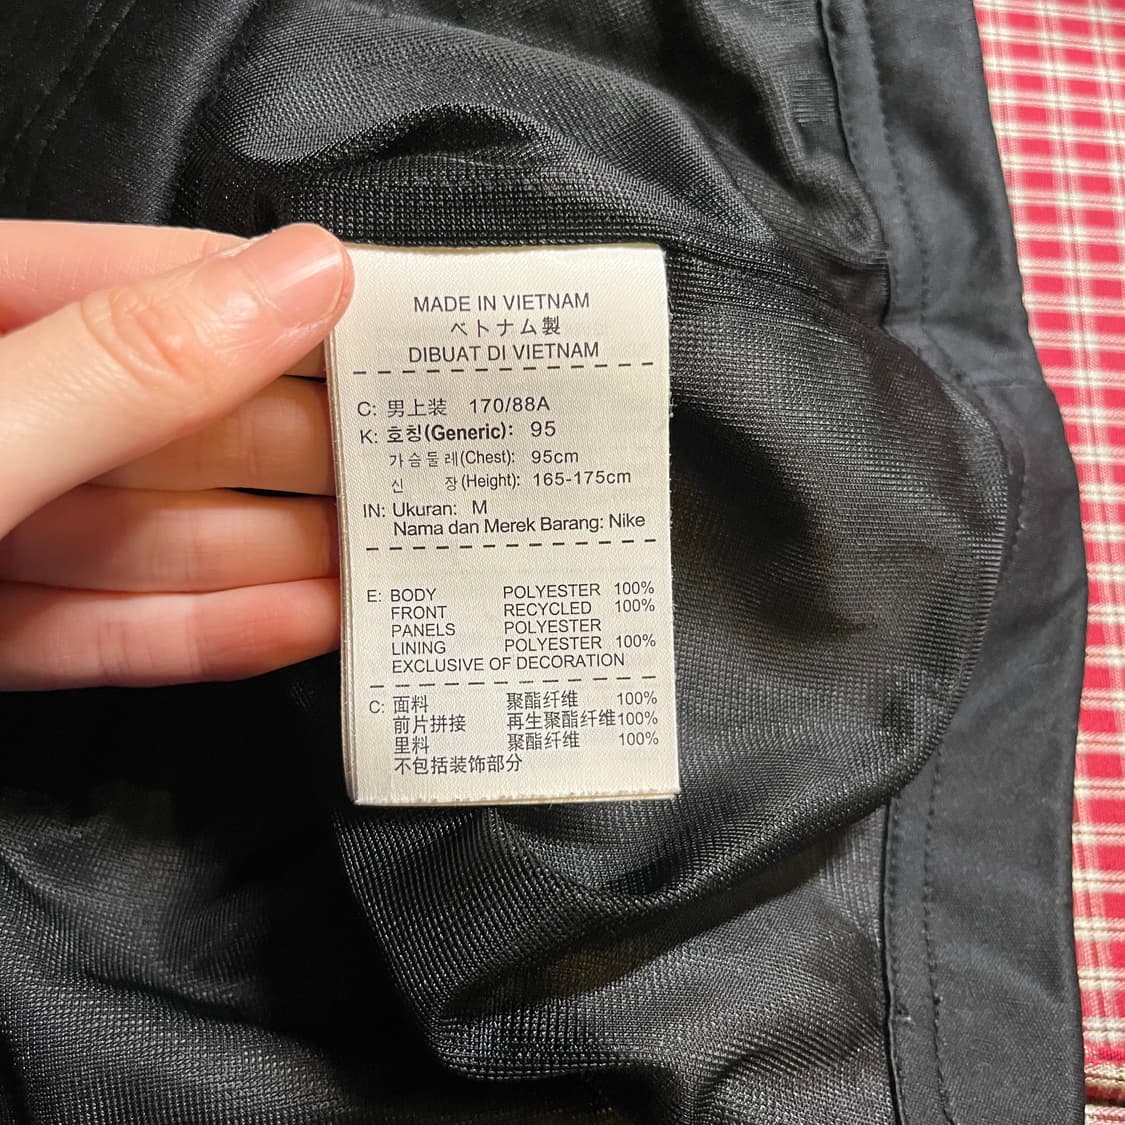 MADE IN VIETNAM
ベトナム製
DIBUAT DI VIETNAM
C: 男上装 170/88A
K: 호칭(Generic): 95
가슴둘레(Chest): 95cm
신 장(Height): 165-175cm
IN: Ukuran: M
Nama dan Merek Barang: Nike
E: BODY POLYESTER 100%
FRONT RECYCLED 100%
PANELS POLYESTER
LINING POLYESTER 100%
EXCLUSIVE OF DECORATION
C: 面料 聚酯纤维 100%
前片拼接 再生聚酯纤维100%
里料 聚酯纤维 100%
不包括装饰部分